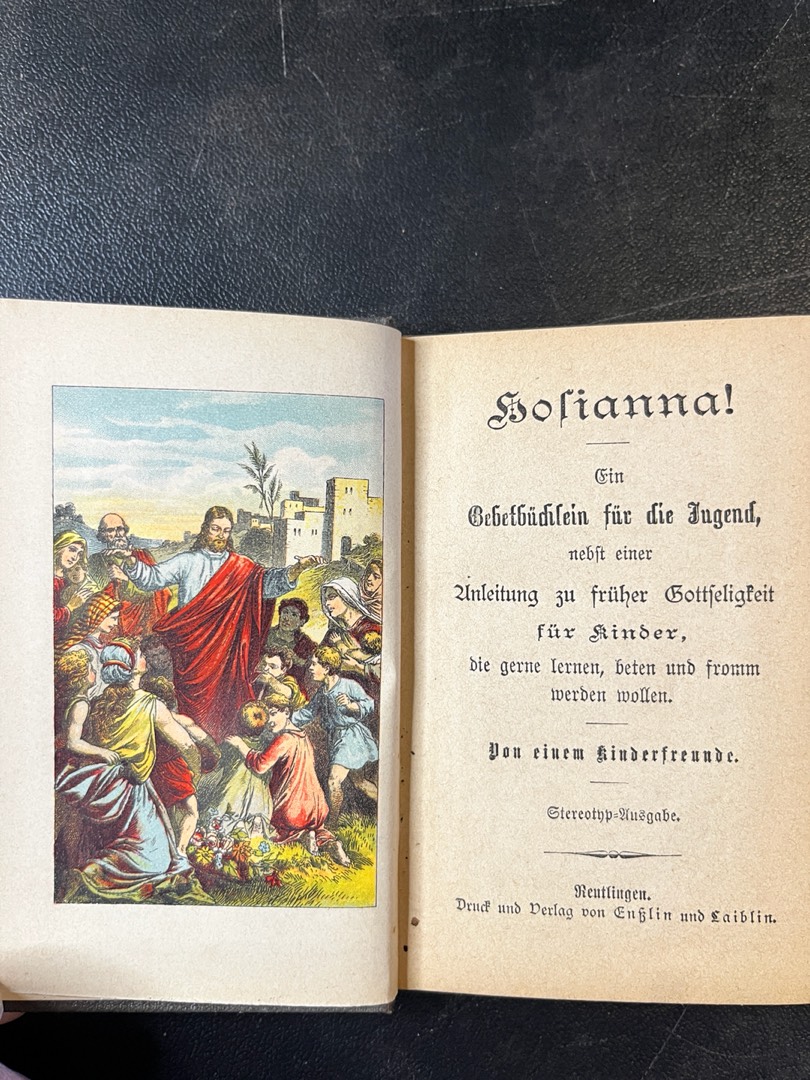 Hosianna!
Ein
Gebetbüchlein für die Jugend,
nebst einer
Anleitung zu früher Gottseligkeit
für Kinder,
die gerne lernen, beten und fromm
werden wollen.
Von einem Kinderfreunde.
Stereotyp-Ausgabe.
Reutlingen.
Druck und Verlag von Enßlin und Laiblin.